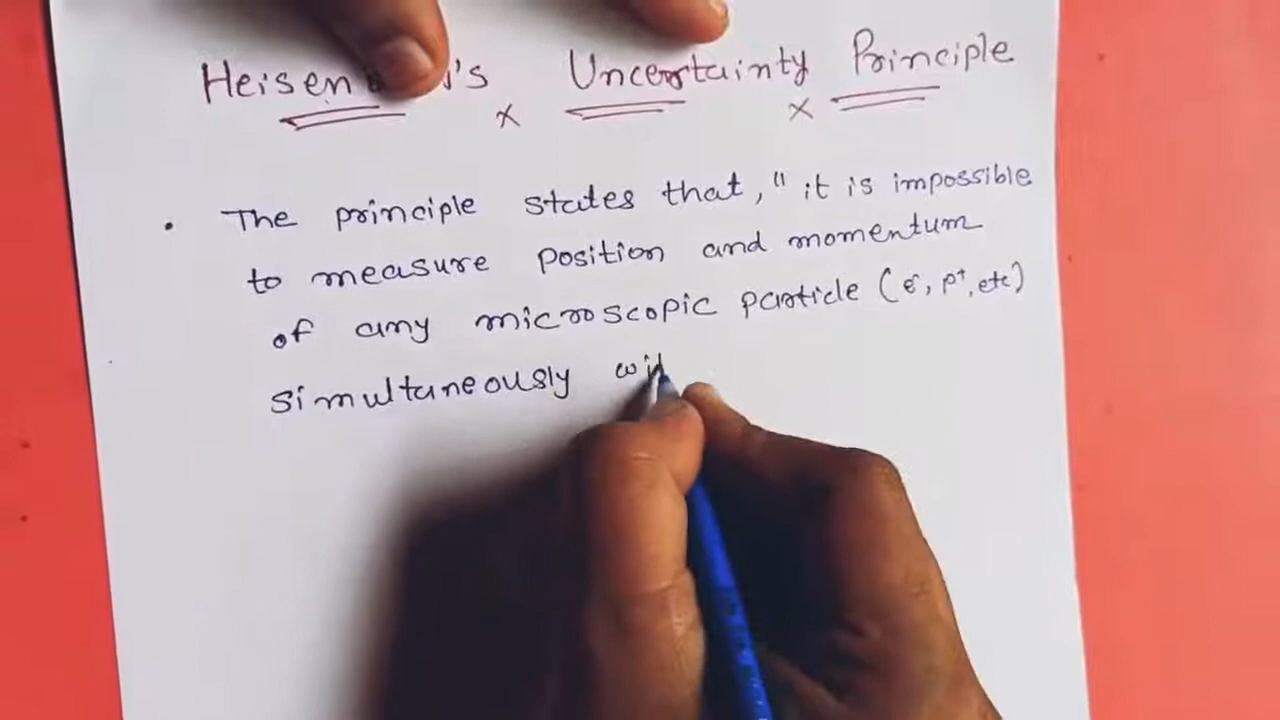 Uncertainty Principle
• The principle states that, " it is impossible
to measure position and momentum
of any microscopic particle (e⁻, p⁺, etc)
simultaneously